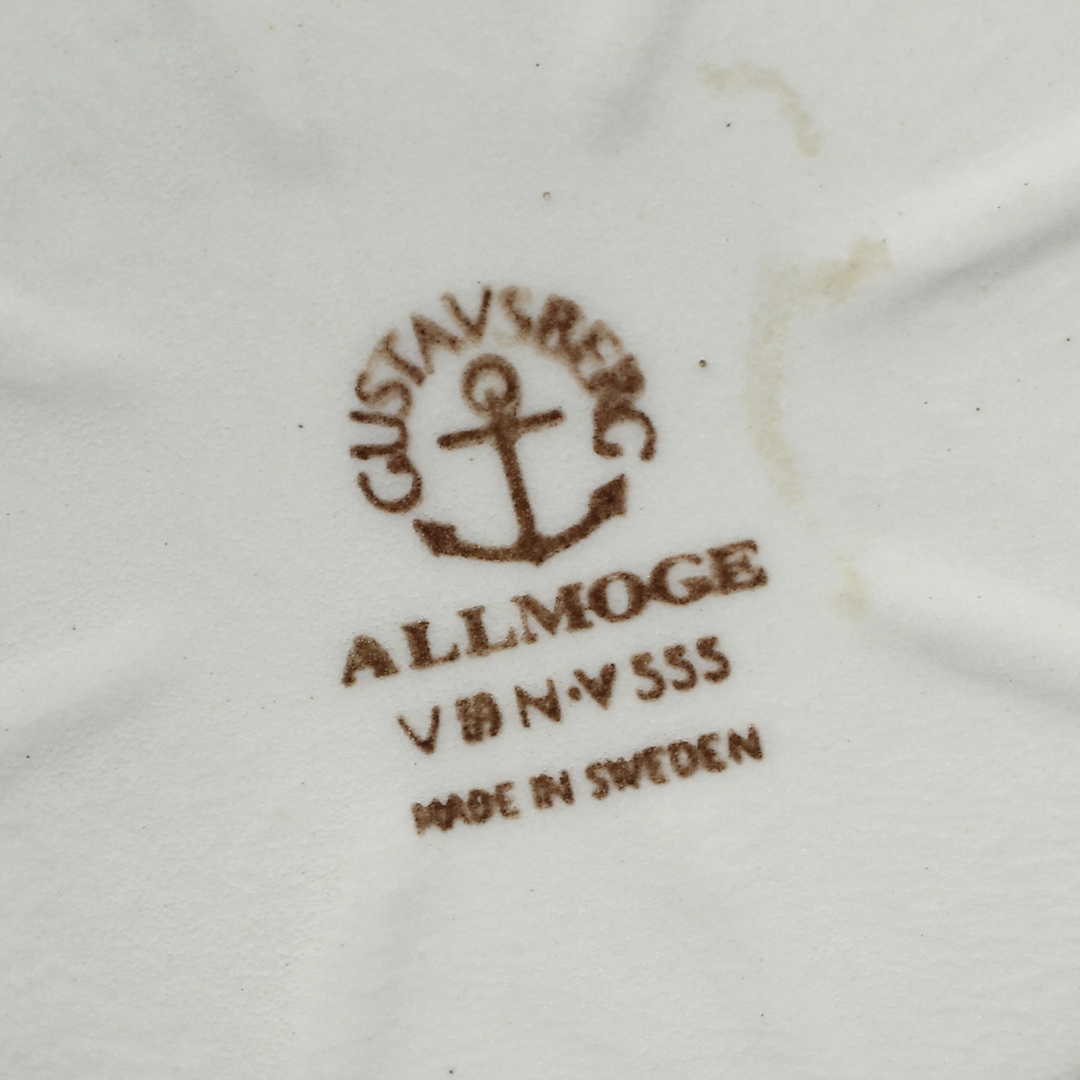 GUSTAVSBERG
ALLMOGE
N·V 555
MADE IN SWEDEN